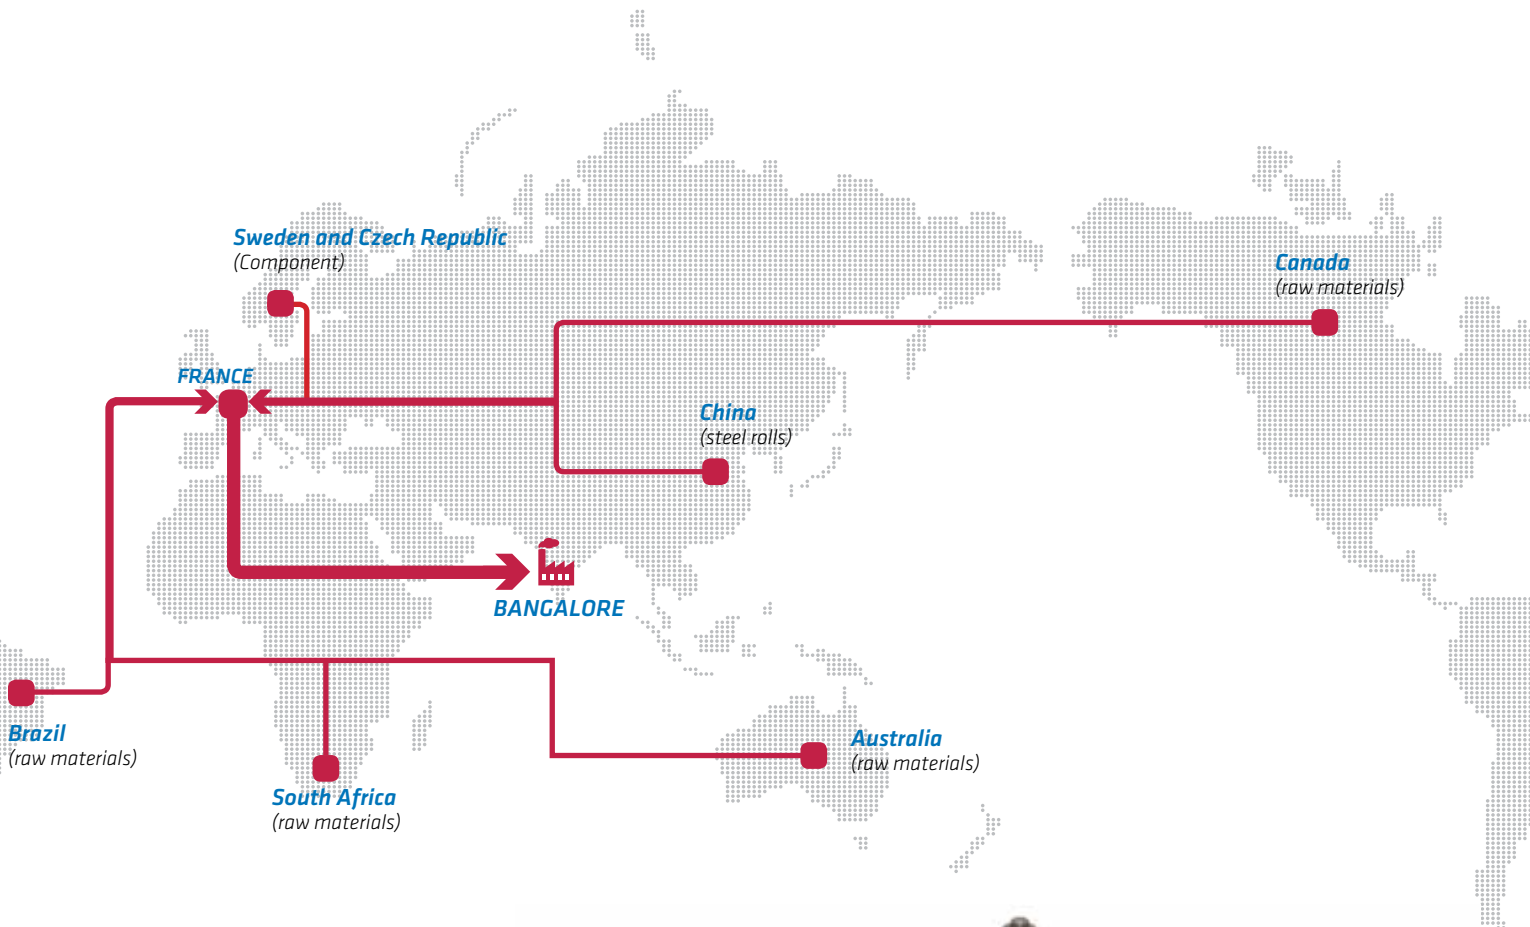 Sweden and Czech Republic
(Component)
Canada
(raw materials)
FRANCE
China
(steel rolls)
BANGALORE
Brazil
(raw materials)
Australia
(raw materials)
South Africa
(raw materials)